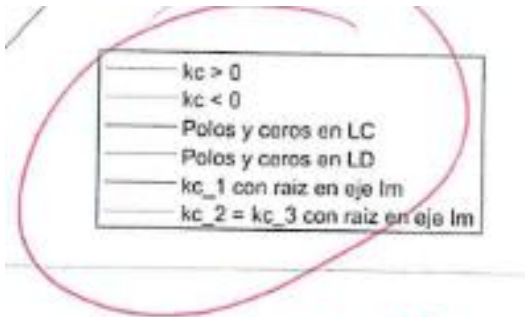 kc > 0
kc < 0
Polos y ceros en LC
Polos y ceros en LD
kc_1 con raiz en eje Im
kc_2 = kc_3 con raiz en eje Im